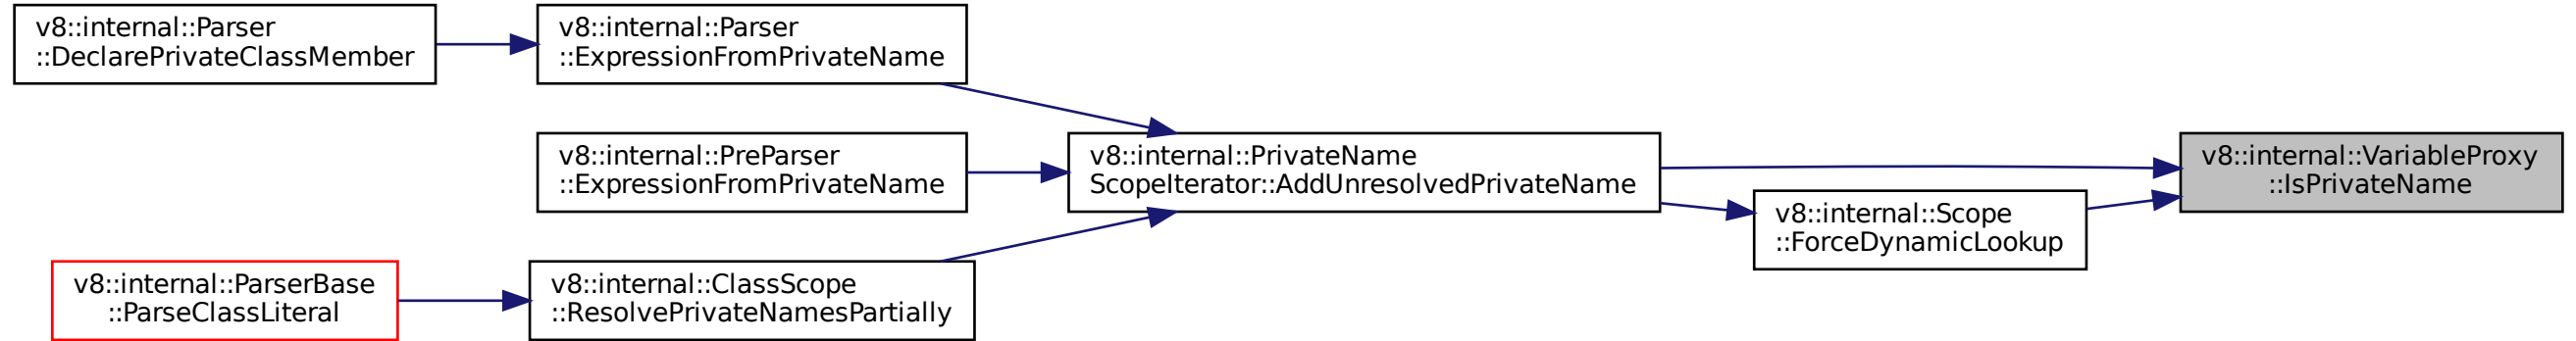 v8::internal::Parser
::DeclarePrivateClassMember
v8::internal::Parser
::ExpressionFromPrivateName
v8::internal::PreParser
::ExpressionFromPrivateName
v8::internal::PrivateName
ScopeIterator::AddUnresolvedPrivateName
v8::internal::VariableProxy
::IsPrivateName
v8::internal::Scope
::ForceDynamicLookup
v8::internal::ParserBase
::ParseClassLiteral
v8::internal::ClassScope
::ResolvePrivateNamesPartially